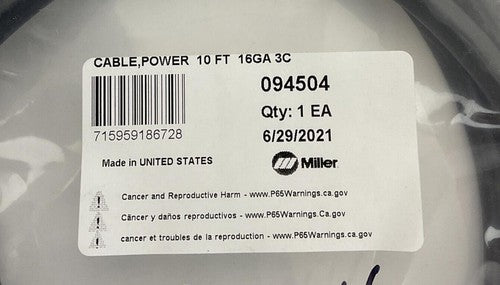 CABLE,POWER 10 FT 16GA 3C
094504
Qty: 1 EA
715959186728
6/29/2021
Made in UNITED STATES
Miller
Cancer and Reproductive Harm - www.P65Warnings.ca.gov
Cãncer y daños reproductivos - www.P65Warnings.Ca.gov
cancer et troubles de la reproduction - www.P65Warnings.ca.gov